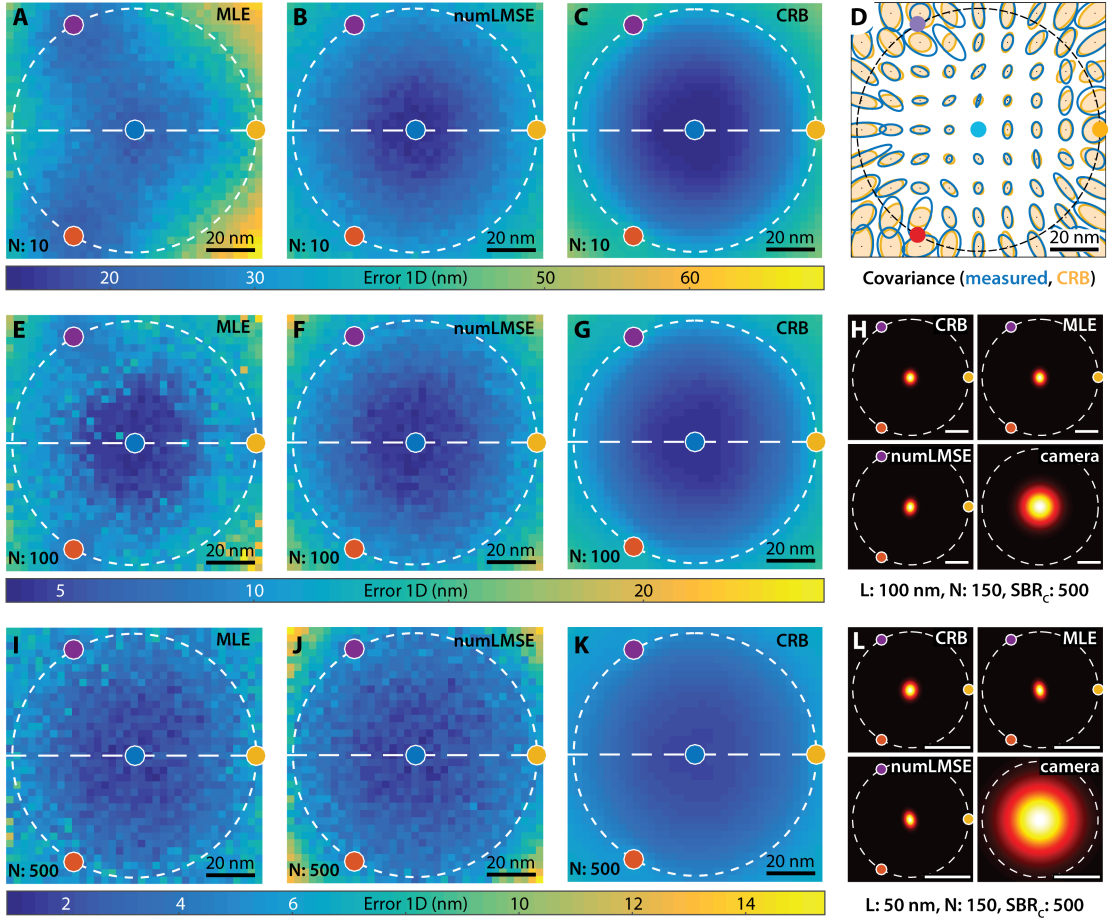 A
MLE
N: 10
20 nm
B
numLMSE
N: 10
20 nm
C
CRB
N: 10
20 nm
D
20 nm
20
30
Error 1D (nm)
50
60
Covariance (measured, CRB)
E
MLE
N: 100
20 nm
F
numLMSE
N: 100
20 nm
G
CRB
N: 100
20 nm
H
CRB
MLE
numLMSE
camera
5
10
Error 1D (nm)
20
L: 100 nm, N: 150, SBRC: 500
I
MLE
N: 500
20 nm
J
numLMSE
N: 500
20 nm
K
CRB
N: 500
20 nm
L
CRB
MLE
numLMSE
camera
2
4
6
Error 1D (nm)
10
12
14
L: 50 nm, N: 150, SBRC: 500